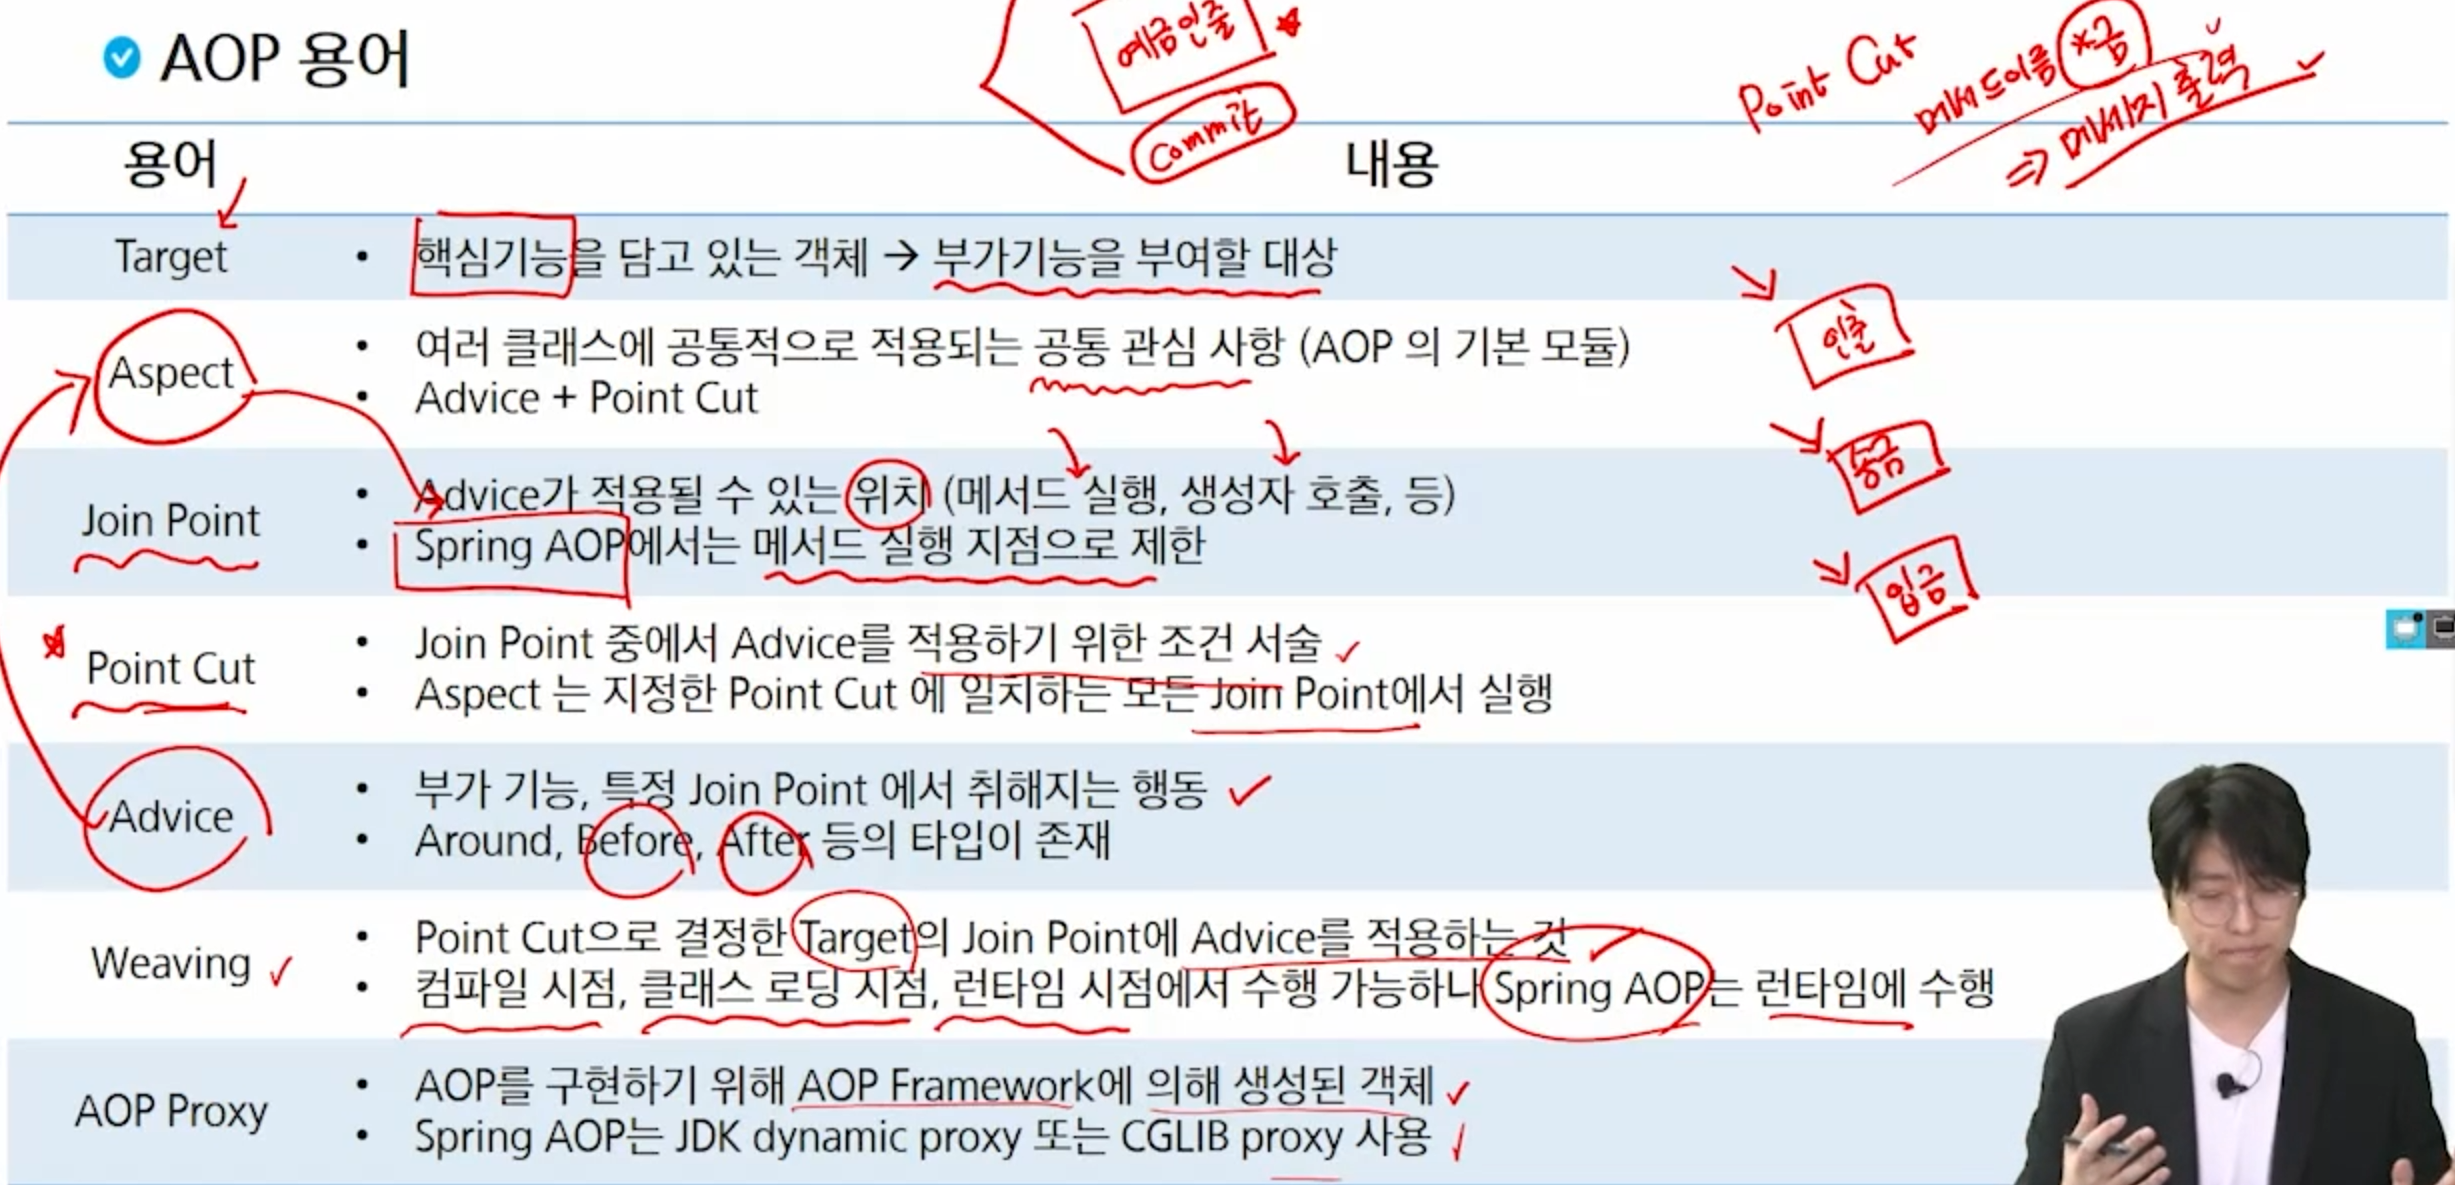 예금인출
Commit
Point Cut
메서드이름 *금
⇒ 메세지 출력
AOP 용어
용어 내용
Target • 핵심기능을 담고 있는 객체 → 부가기능을 부여할 대상
Aspect • 여러 클래스에 공통적으로 적용되는 공통 관심 사항 (AOP 의 기본 모듈)
• Advice + Point Cut
인출
송금
입금
Join Point • Advice가 적용될 수 있는 위치 (메서드 실행, 생성자 호출, 등)
• Spring AOP에서는 메서드 실행 지점으로 제한
Point Cut • Join Point 중에서 Advice를 적용하기 위한 조건 서술
• Aspect 는 지정한 Point Cut 에 일치하는 모든 Join Point에서 실행
Advice • 부가 기능, 특정 Join Point 에서 취해지는 행동
• Around, Before, After 등의 타입이 존재
Weaving • Point Cut으로 결정한 Target의 Join Point에 Advice를 적용하는 것
• 컴파일 시점, 클래스 로딩 시점, 런타임 시점에서 수행 가능하나 Spring AOP는 런타임에 수행
AOP Proxy • AOP를 구현하기 위해 AOP Framework에 의해 생성된 객체
• Spring AOP는 JDK dynamic proxy 또는 CGLIB proxy 사용